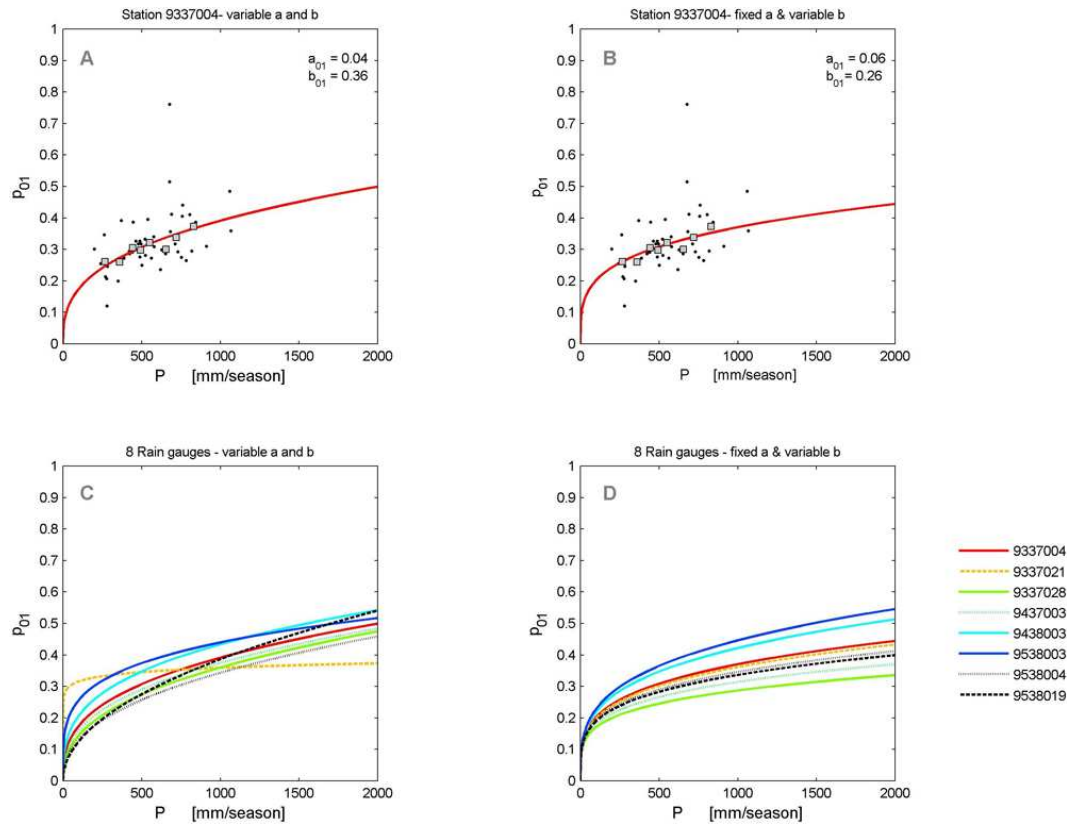 Station 9337004- variable a and b
A
a01 = 0.04
b01 = 0.36
1
0.9
0.8
0.7
0.6
0.5
0.4
0.3
0.2
0.1
0
p01
0 500 1000 1500 2000
P [mm/season]
Station 9337004- fixed a & variable b
B
a01 = 0.06
b01 = 0.26
1
0.9
0.8
0.7
0.6
0.5
0.4
0.3
0.2
0.1
0
p01
0 500 1000 1500 2000
P [mm/season]
8 Rain gauges - variable a and b
C
1
0.9
0.8
0.7
0.6
0.5
0.4
0.3
0.2
0.1
0
p01
0 500 1000 1500 2000
P [mm/season]
8 Rain gauges - fixed a & variable b
D
1
0.9
0.8
0.7
0.6
0.5
0.4
0.3
0.2
0.1
0
p01
0 500 1000 1500 2000
P [mm/season]
9337004
9337021
9337028
9437003
9438003
9538003
9538004
9538019